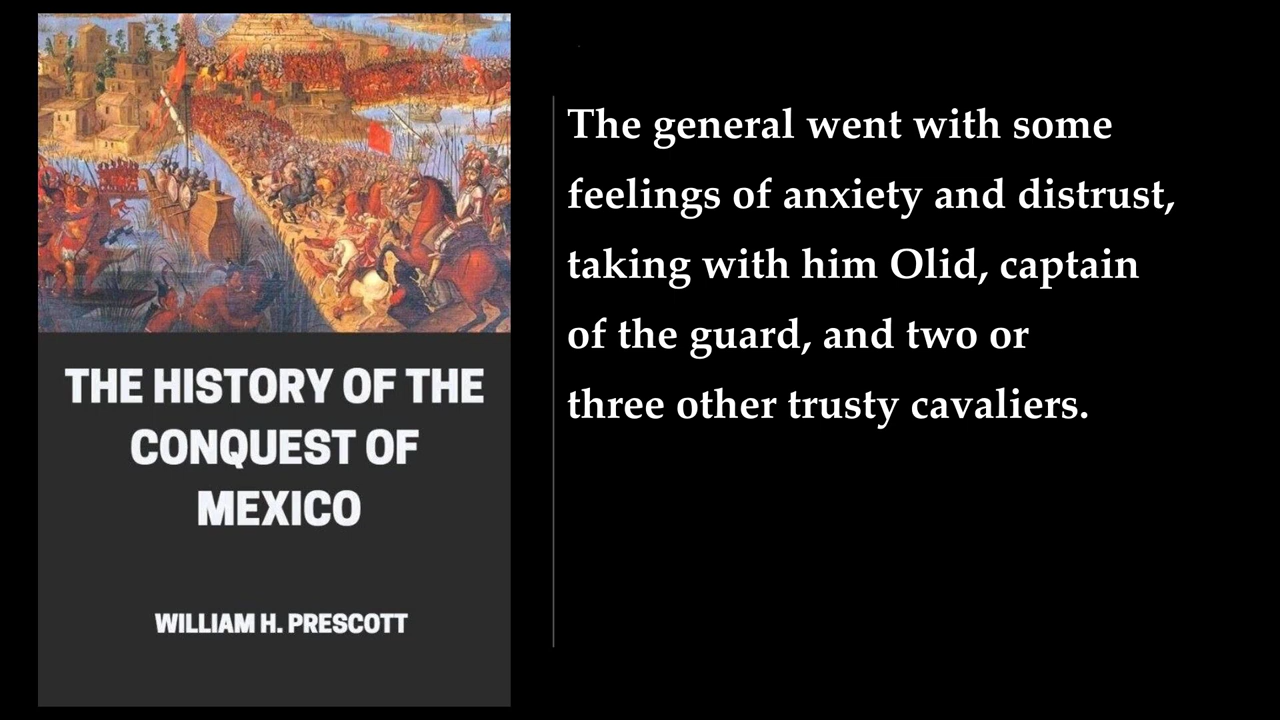 THE HISTORY OF THE
CONQUEST OF
MEXICO
WILLIAM H. PRESCOTT
The general went with some
feelings of anxiety and distrust,
taking with him Olid, captain
of the guard, and two or
three other trusty cavaliers.